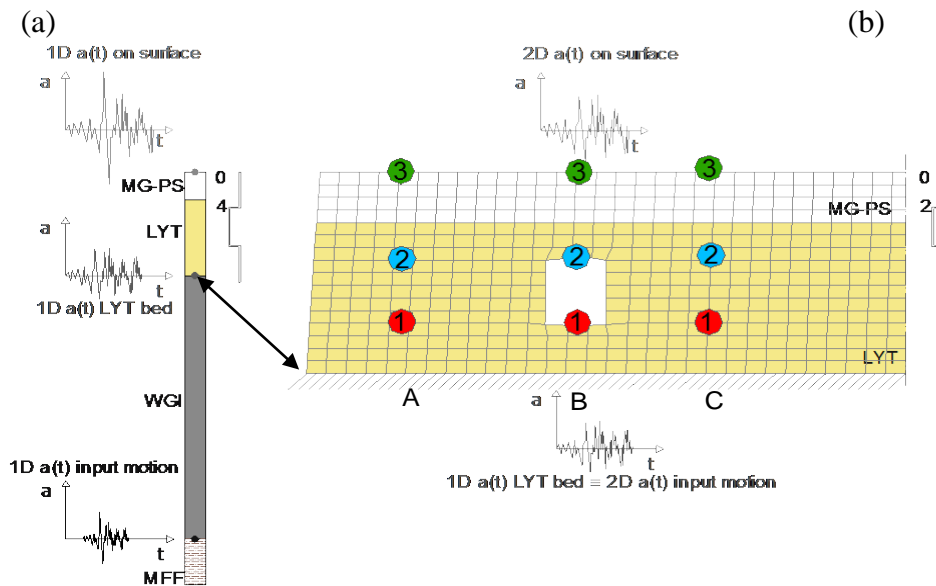 (a)
(b)
1D a(t) on surface
a
t
2D a(t) on surface
a
t
MG-PS
0
4
LYT
a
t
1D a(t) LYT bed
WGI
1D a(t) input motion
a
t
MFF
3
3
3
0
MG-PS
2
2
2
2
1
1
1
LYT
A
B
C
a
t
1D a(t) LYT bed ≡ 2D a(t) input motion